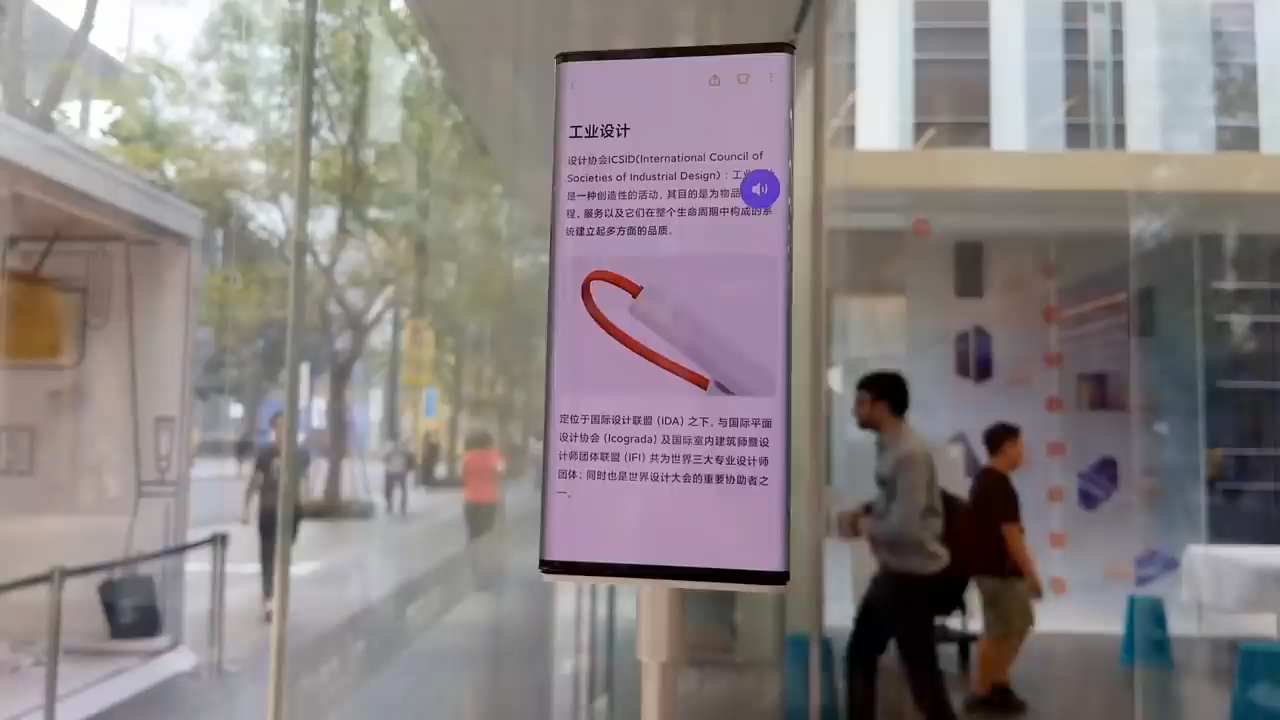 工业设计
设计协会ICSID(International Council of
Societies of Industrial Design)：工业
是一种创造性的活动，其目的是为物品
程，服务以及它们在整个生命周期中构成的系
统建立起多方面的品质。
定位于国际设计联盟 (IDA) 之下，与国际平面
设计协会 (Icograda) 及国际室内建筑师暨设
计师团体联盟 (IFI) 共为世界三大专业设计师
团体；同时也是世界设计大会的重要协助者之
一。